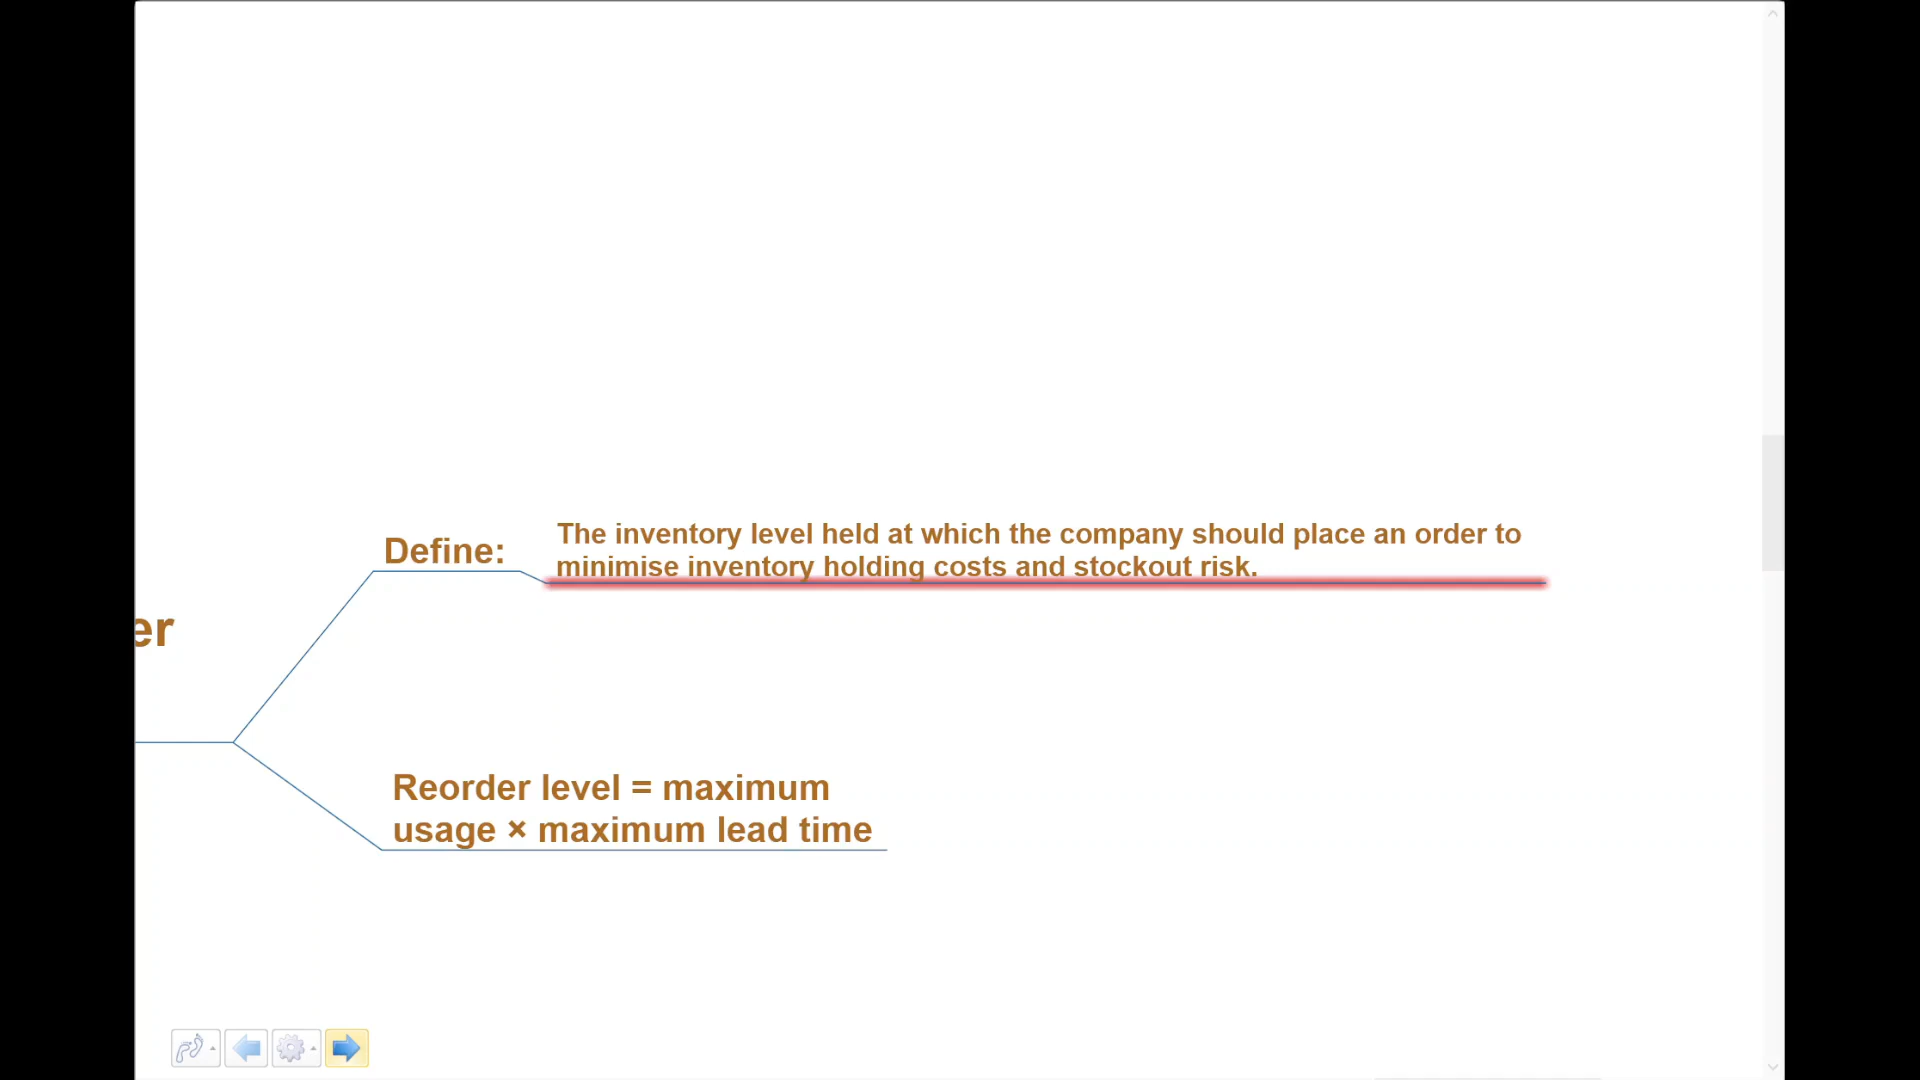 Define:
The inventory level held at which the company should place an order to
minimise inventory holding costs and stockout risk.
er
Reorder level = maximum
usage × maximum lead time